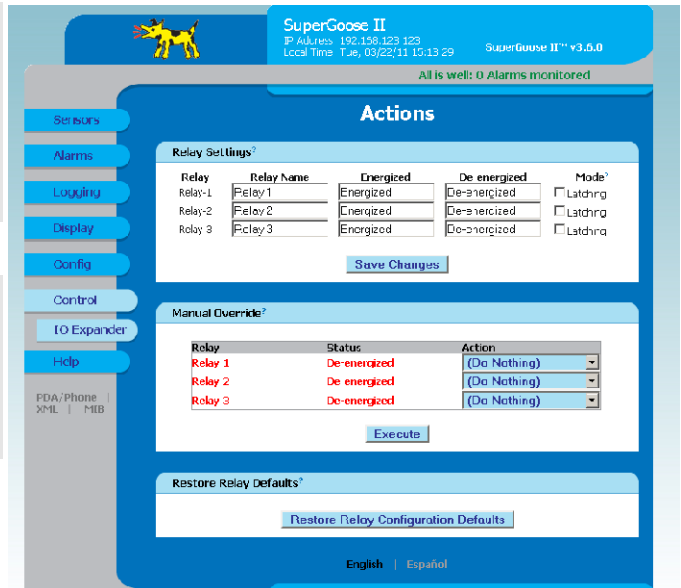 SuperGoose II
IP Address 192.168.123.123
Local Time Tue, 03/22/11 15:13:29
SuperGoose II™ v3.6.0
All is well: 0 Alarms monitored
Actions
Sensors
Alarms
Logging
Display
Config
Control
IO Expander
Help
PDA/Phone |
XML | MIB
Relay Settings?
Relay Relay Name Energized De energized Mode?
Relay-1 Relay 1 Energized De-energized Latching
Relay-2 Relay 2 Energized De-energized Latching
Relay 3 Relay 3 Energized De-energized Latching
Save Changes
Manual Override?
Relay Status Action
Relay 1 De-energized (Do Nothing)
Relay 2 De energized (Do Nothing)
Relay 3 De-energized (Do Nothing)
Execute
Restore Relay Defaults?
Restore Relay Configuration Defaults
English | Español